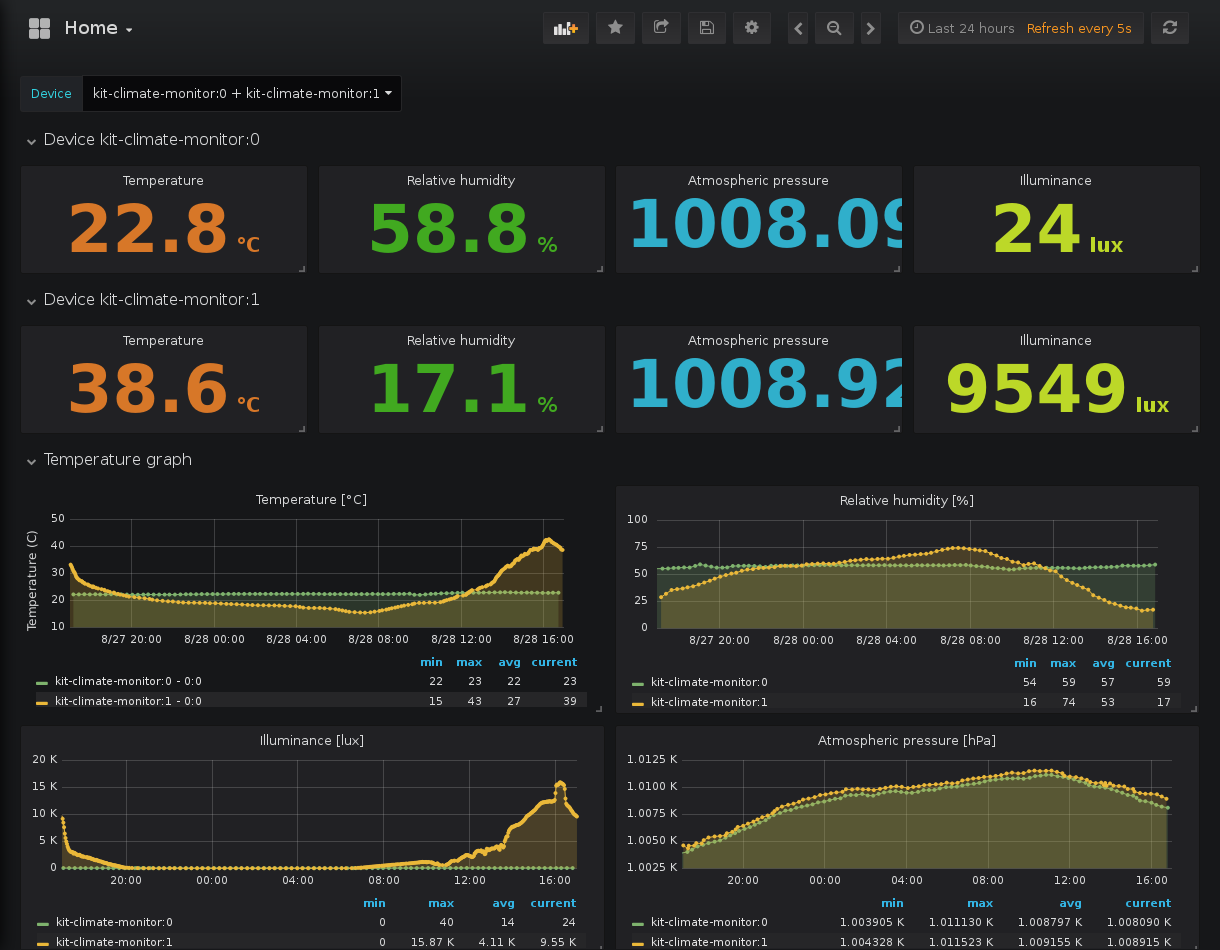 Home
Last 24 hours Refresh every 5s
Device kit-climate-monitor:0 + kit-climate-monitor:1
Device kit-climate-monitor:0
Temperature Relative humidity Atmospheric pressure Illuminance
22.8 °C 58.8 % 1008.09 24 lux
Device kit-climate-monitor:1
Temperature Relative humidity Atmospheric pressure Illuminance
38.6 °C 17.1 % 1008.92 9549 lux
Temperature graph
Temperature [°C]
Temperature (C)
50
40
30
20
10
8/27 20:00 8/28 00:00 8/28 04:00 8/28 08:00 8/28 12:00 8/28 16:00
min max avg current
kit-climate-monitor:0 - 0:0 22 23 22 23
kit-climate-monitor:1 - 0:0 15 43 27 39
Relative humidity [%]
100
75
50
25
0
8/27 20:00 8/28 00:00 8/28 04:00 8/28 08:00 8/28 12:00 8/28 16:00
min max avg current
kit-climate-monitor:0 54 59 57 59
kit-climate-monitor:1 16 74 53 17
Illuminance [lux]
20 K
15 K
10 K
5 K
0
20:00 00:00 04:00 08:00 12:00 16:00
min max avg current
kit-climate-monitor:0 0 40 14 24
kit-climate-monitor:1 0 15.87 K 4.11 K 9.55 K
Atmospheric pressure [hPa]
1.0125 K
1.0100 K
1.0075 K
1.0050 K
1.0025 K
20:00 00:00 04:00 08:00 12:00 16:00
min max avg current
kit-climate-monitor:0 1.003905 K 1.011130 K 1.008797 K 1.008090 K
kit-climate-monitor:1 1.004328 K 1.011523 K 1.009155 K 1.008915 K